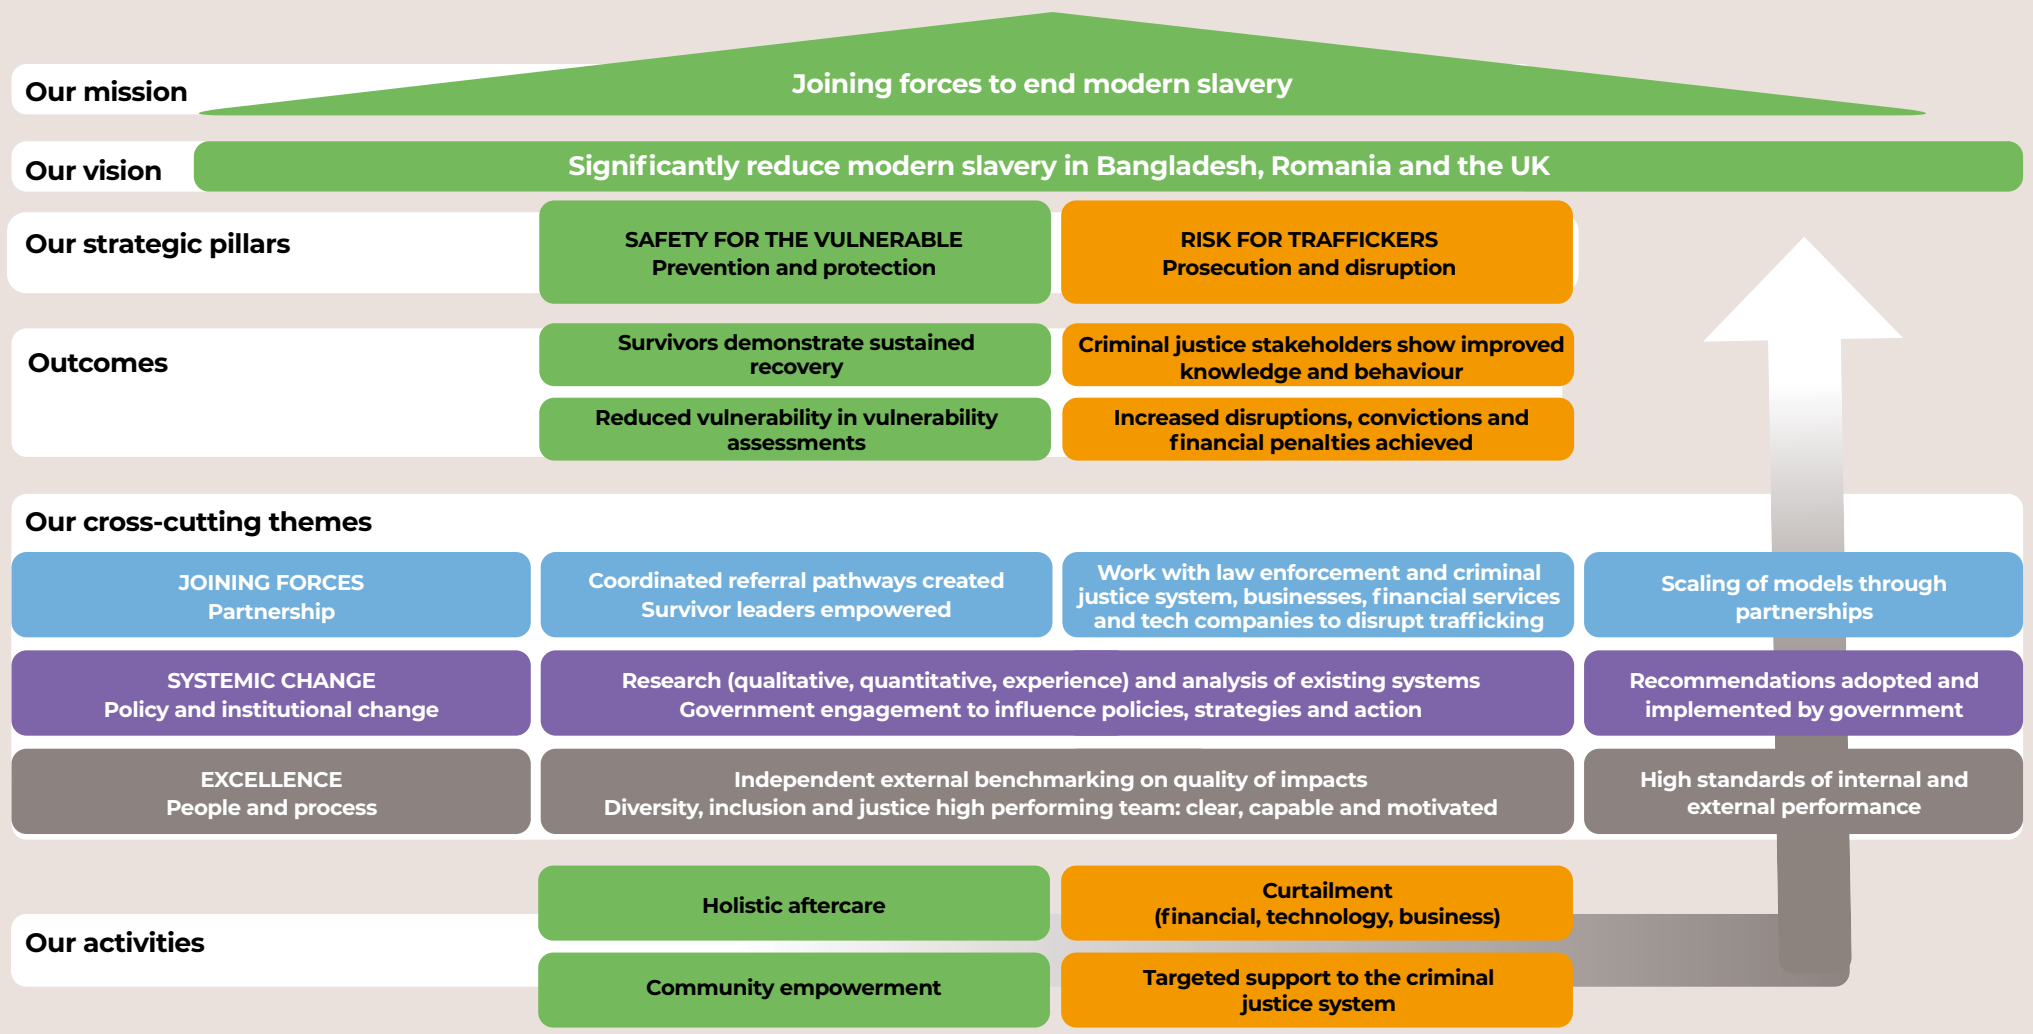 Our mission
Joining forces to end modern slavery
Our vision
Significantly reduce modern slavery in Bangladesh, Romania and the UK
Our strategic pillars
SAFETY FOR THE VULNERABLE
Prevention and protection
RISK FOR TRAFFICKERS
Prosecution and disruption
Outcomes
Survivors demonstrate sustained
recovery
Criminal justice stakeholders show improved
knowledge and behaviour
Reduced vulnerability in vulnerability
assessments
Increased disruptions, convictions and
financial penalties achieved
Our cross-cutting themes
JOINING FORCES
Partnership
Coordinated referral pathways created
Survivor leaders empowered
Work with law enforcement and criminal
justice system, businesses, financial services
and tech companies to disrupt trafficking
Scaling of models through
partnerships
SYSTEMIC CHANGE
Policy and institutional change
Research (qualitative, quantitative, experience) and analysis of existing systems
Government engagement to influence policies, strategies and action
Recommendations adopted and
implemented by government
EXCELLENCE
People and process
Independent external benchmarking on quality of impacts
Diversity, inclusion and justice high performing team: clear, capable and motivated
High standards of internal and
external performance
Our activities
Holistic aftercare
Curtailment
(financial, technology, business)
Community empowerment
Targeted support to the criminal
justice system